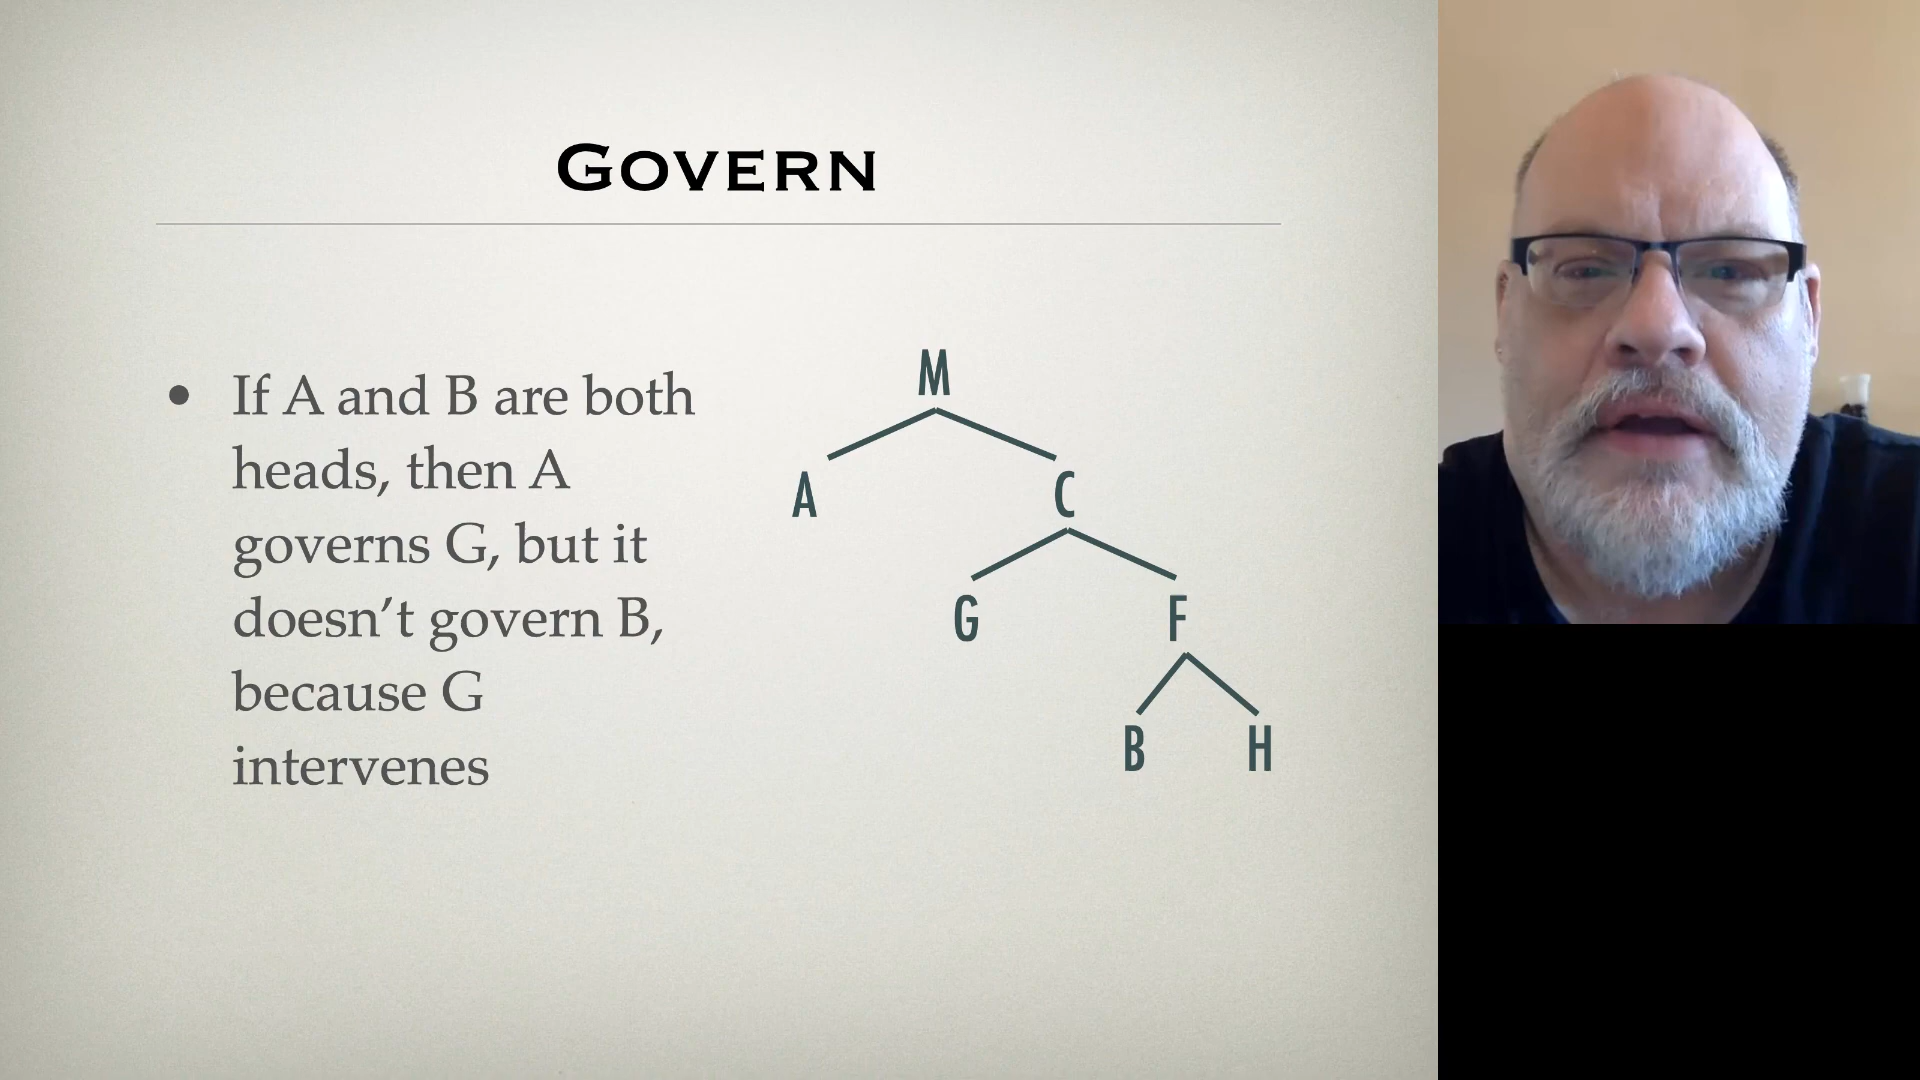 GOVERN
• If A and B are both
heads, then A
governs G, but it
doesn’t govern B,
because G
intervenes
M
A C
G F
B H